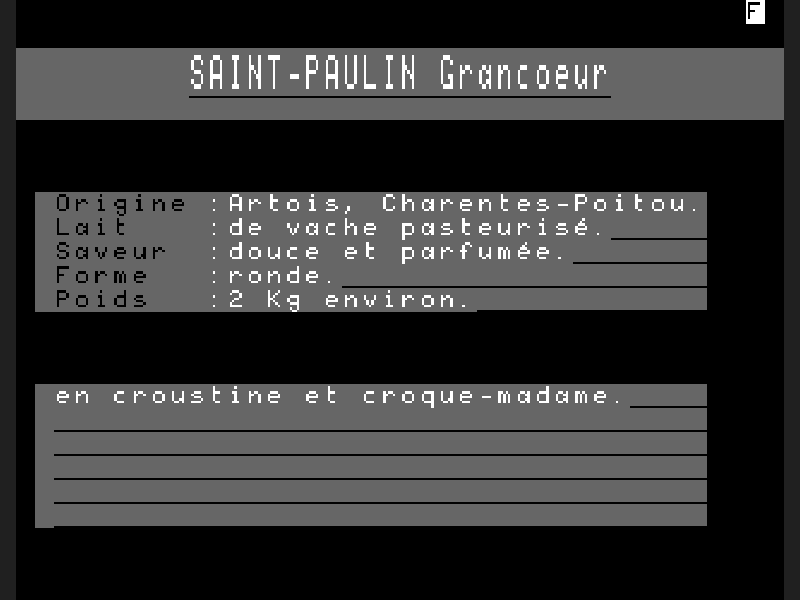 F
SAINT-PAULIN Grancoeur
Origine :Artois, Charentes-Poitou.
Lait :de vache pasteurisé.
Saveur :douce et parfumée.
Forme :ronde.
Poids :2 Kg environ.
en croustine et croque-madame.